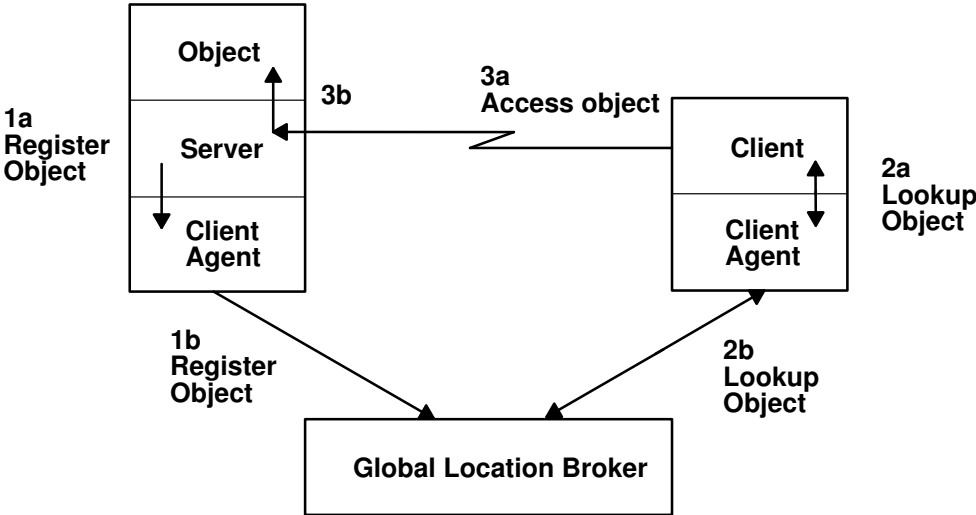 Object
3b
3a
Access object
1a
Register
Object
Server
Client
2a
Lookup
Object
Client
Agent
Client
Agent
1b
Register
Object
2b
Lookup
Object
Global Location Broker